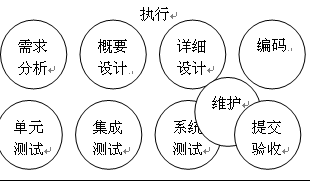 执行
需求
分析
概要
设计
详细
设计
编码
维护
单元
测试
集成
测试
系统
测试
提交
验收